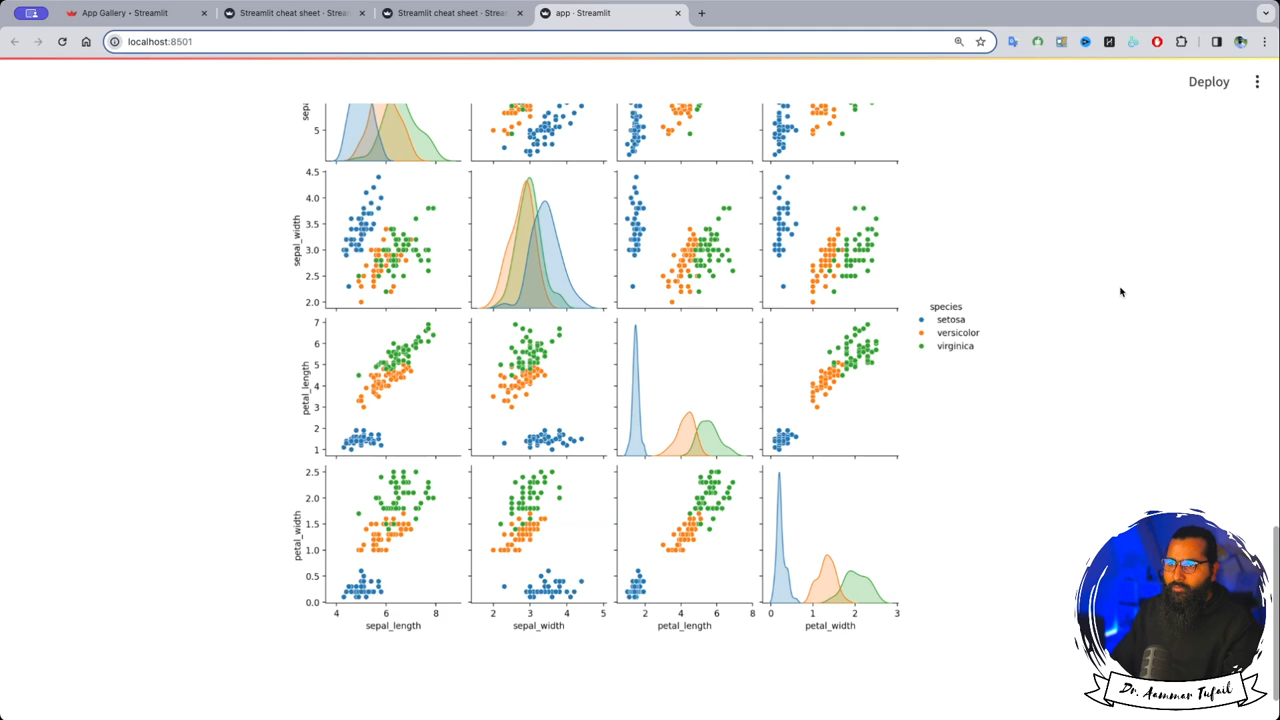 App Gallery • Streamlit
Streamlit cheat sheet - Stream
Streamlit cheat sheet - Stream
app · Streamlit
localhost:8501
Deploy
5
4.5
4.0
3.5
3.0
2.5
2.0
sepal_width
species
setosa
versicolor
virginica
7
6
5
4
3
2
1
petal_length
2.5
2.0
1.5
1.0
0.5
0.0
petal_width
4 6 8 2 3 4 5 2 4 6 8 0 1 2 3
sepal_length sepal_width petal_length petal_width
Dr. Aammar Tufail